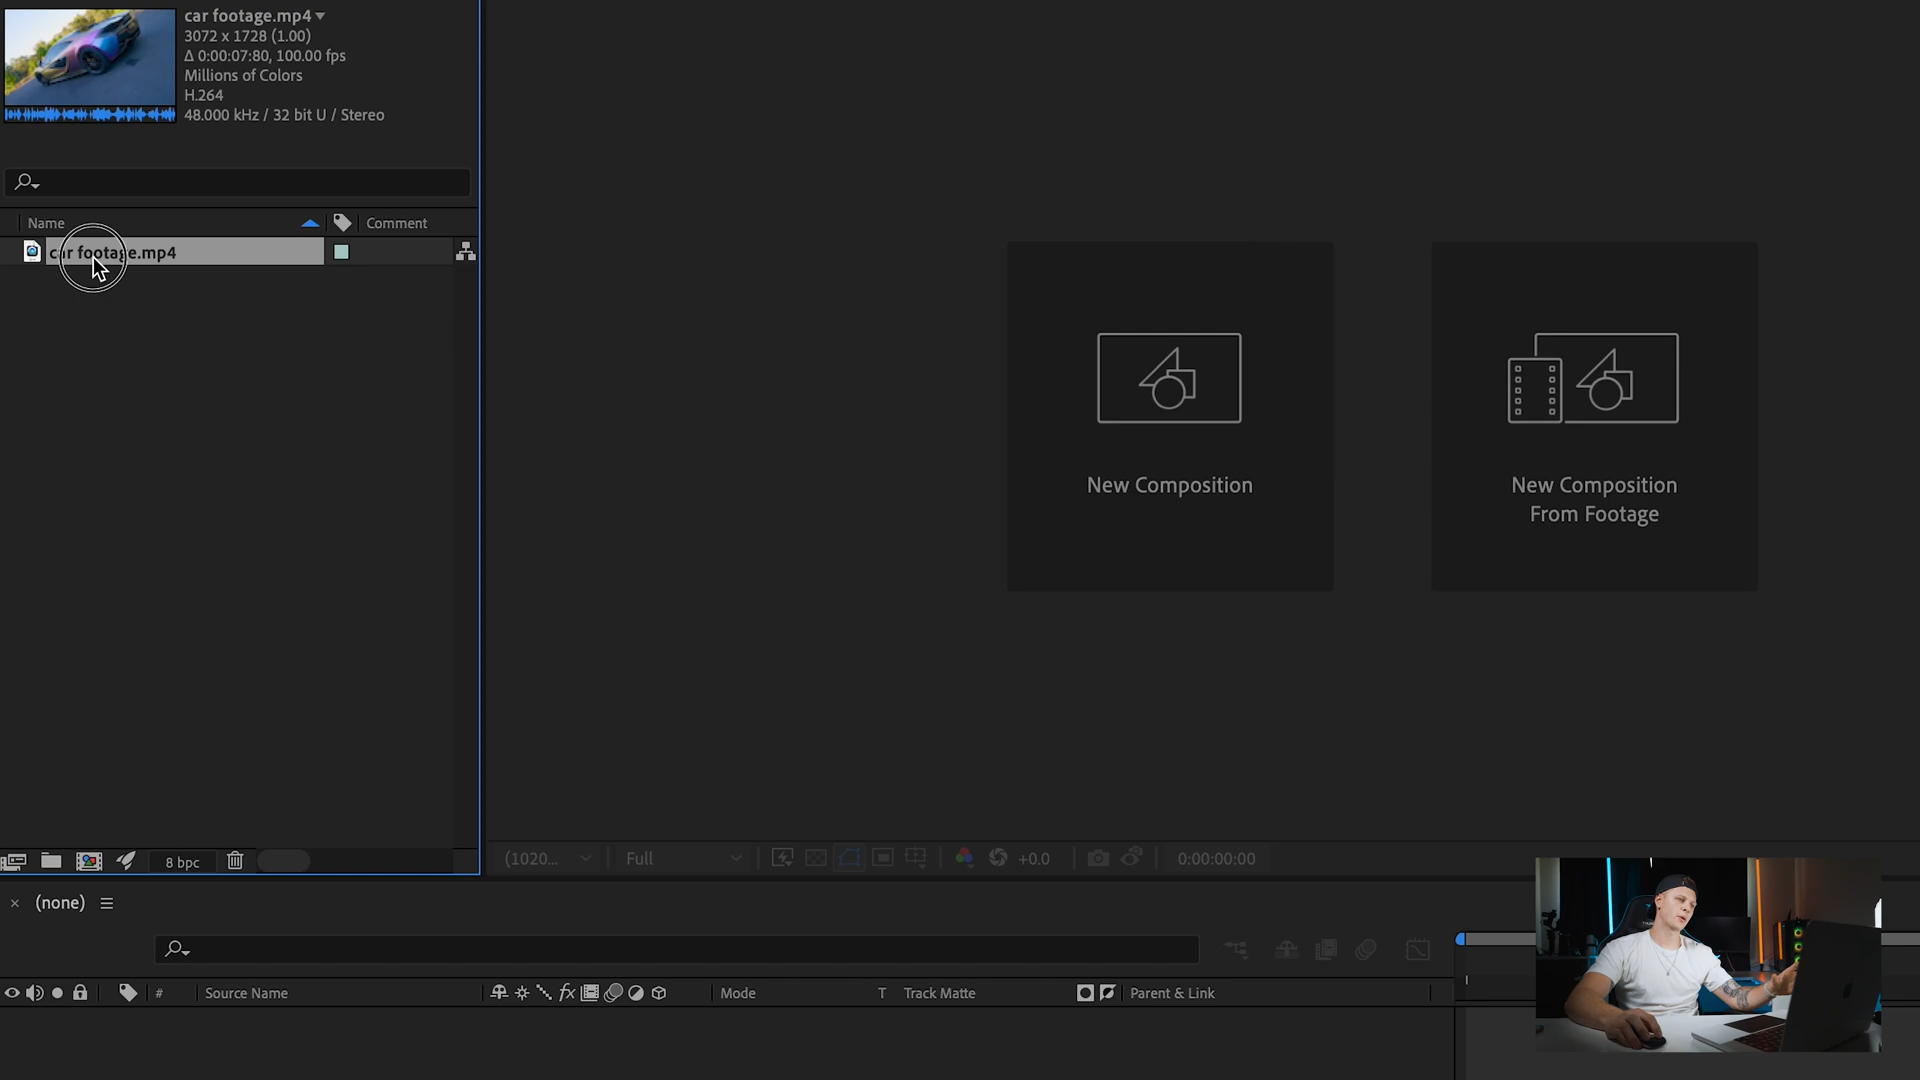 car footage.mp4
3072 x 1728 (1.00)
Δ 0:00:07:80, 100.00 fps
Millions of Colors
H.264
48.000 kHz / 32 bit U / Stereo
Name
Comment
car footage.mp4
New Composition
New Composition
From Footage
8 bpc
(1020...
Full
+0.0
0:00:00:00
× (none)
#
Source Name
fx
Mode
T
Track Matte
Parent & Link